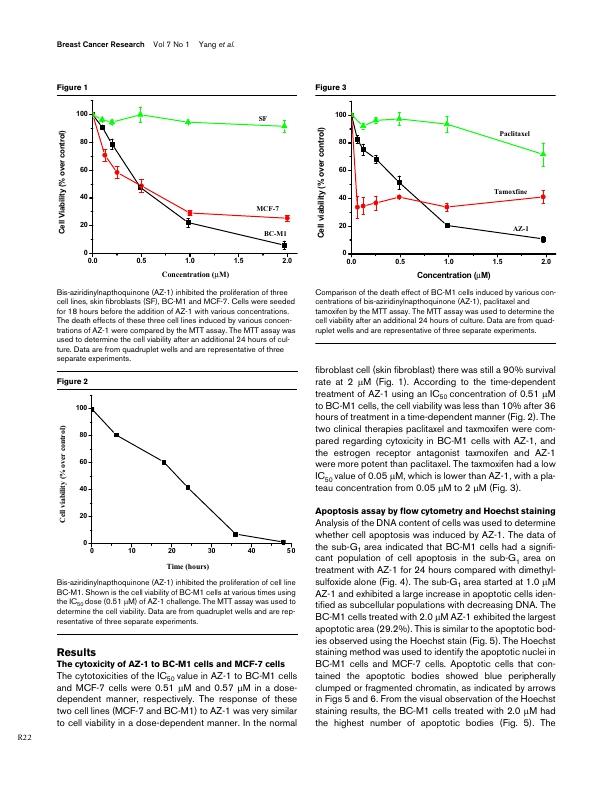 Breast Cancer Research Vol 7 No 1 Yang et al.
Figure 1
100
80
60
40
20
0
0.0
0.5
1.0
1.5
2.0
Cell Viability (% over control)
Concentration (μM)
SF
MCF-7
BC-M1
Bis-aziridinylnapthoquinone (AZ-1) inhibited the proliferation of three
cell lines, skin fibroblasts (SF), BC-M1 and MCF-7. Cells were seeded
for 18 hours before the addition of AZ-1 with various concentrations.
The death effects of these three cell lines induced by various concen-
trations of AZ-1 were compared by the MTT assay. The MTT assay was
used to determine the cell viability after an additional 24 hours of cul-
ture. Data are from quadruplet wells and are representative of three
separate experiments.
Figure 2
100
80
60
40
20
0
0
10
20
30
40
50
Cell viability (% over control)
Time (hours)
Bis-aziridinylnapthoquinone (AZ-1) inhibited the proliferation of cell line
BC-M1. Shown is the cell viability of BC-M1 cells at various times using
the IC50 dose (0.51 μM) of AZ-1 challenge. The MTT assay was used to
determine the cell viability. Data are from quadruplet wells and are rep-
resentative of three separate experiments.
Results
The cytoxicity of AZ-1 to BC-M1 cells and MCF-7 cells
The cytotoxicities of the IC50 value in AZ-1 to BC-M1 cells
and MCF-7 cells were 0.51 μM and 0.57 μM in a dose-
dependent manner, respectively. The response of these
two cell lines (MCF-7 and BC-M1) to AZ-1 was very similar
to cell viability in a dose-dependent manner. In the normal
Figure 3
100
80
60
40
20
0
0.0
0.5
1.0
1.5
2.0
Cell viability (% over control)
Concentration (μM)
Paclitaxel
Tamoxfine
AZ-1
Comparison of the death effect of BC-M1 cells induced by various con-
centrations of bis-aziridinylnapthoquinone (AZ-1), paclitaxel and
tamoxifen by the MTT assay. The MTT assay was used to determine the
cell viability after an additional 24 hours of culture. Data are from quad-
ruplet wells and are representative of three separate experiments.
fibroblast cell (skin fibroblast) there was still a 90% survival
rate at 2 μM (Fig. 1). According to the time-dependent
treatment of AZ-1 using an IC50 concentration of 0.51 μM
to BC-M1 cells, the cell viability was less than 10% after 36
hours of treatment in a time-dependent manner (Fig. 2). The
two clinical therapies paclitaxel and taxmoxifen were com-
pared regarding cytoxicity in BC-M1 cells with AZ-1, and
the estrogen receptor antagonist taxmoxifen and AZ-1
were more potent than paclitaxel. The taxmoxifen had a low
IC50 value of 0.05 μM, which is lower than AZ-1, with a pla-
teau concentration from 0.05 μM to 2 μM (Fig. 3).
Apoptosis assay by flow cytometry and Hoechst staining
Analysis of the DNA content of cells was used to determine
whether cell apoptosis was induced by AZ-1. The data of
the sub-G1 area indicated that BC-M1 cells had a signifi-
cant population of cell apoptosis in the sub-G1 area on
treatment with AZ-1 for 24 hours compared with dimethyl-
sulfoxide alone (Fig. 4). The sub-G1 area started at 1.0 μM
AZ-1 and exhibited a large increase in apoptotic cells iden-
tified as subcellular populations with decreasing DNA. The
BC-M1 cells treated with 2.0 μM AZ-1 exhibited the largest
apoptotic area (29.2%). This is similar to the apoptotic bod-
ies observed using the Hoechst stain (Fig. 5). The Hoechst
staining method was used to identify the apoptotic nuclei in
BC-M1 cells and MCF-7 cells. Apoptotic cells that con-
tained the apoptotic bodies showed blue peripherally
clumped or fragmented chromatin, as indicated by arrows
in Figs 5 and 6. From the visual observation of the Hoechst
staining results, the BC-M1 cells treated with 2.0 μM had
the highest number of apoptotic bodies (Fig. 5). The
R22